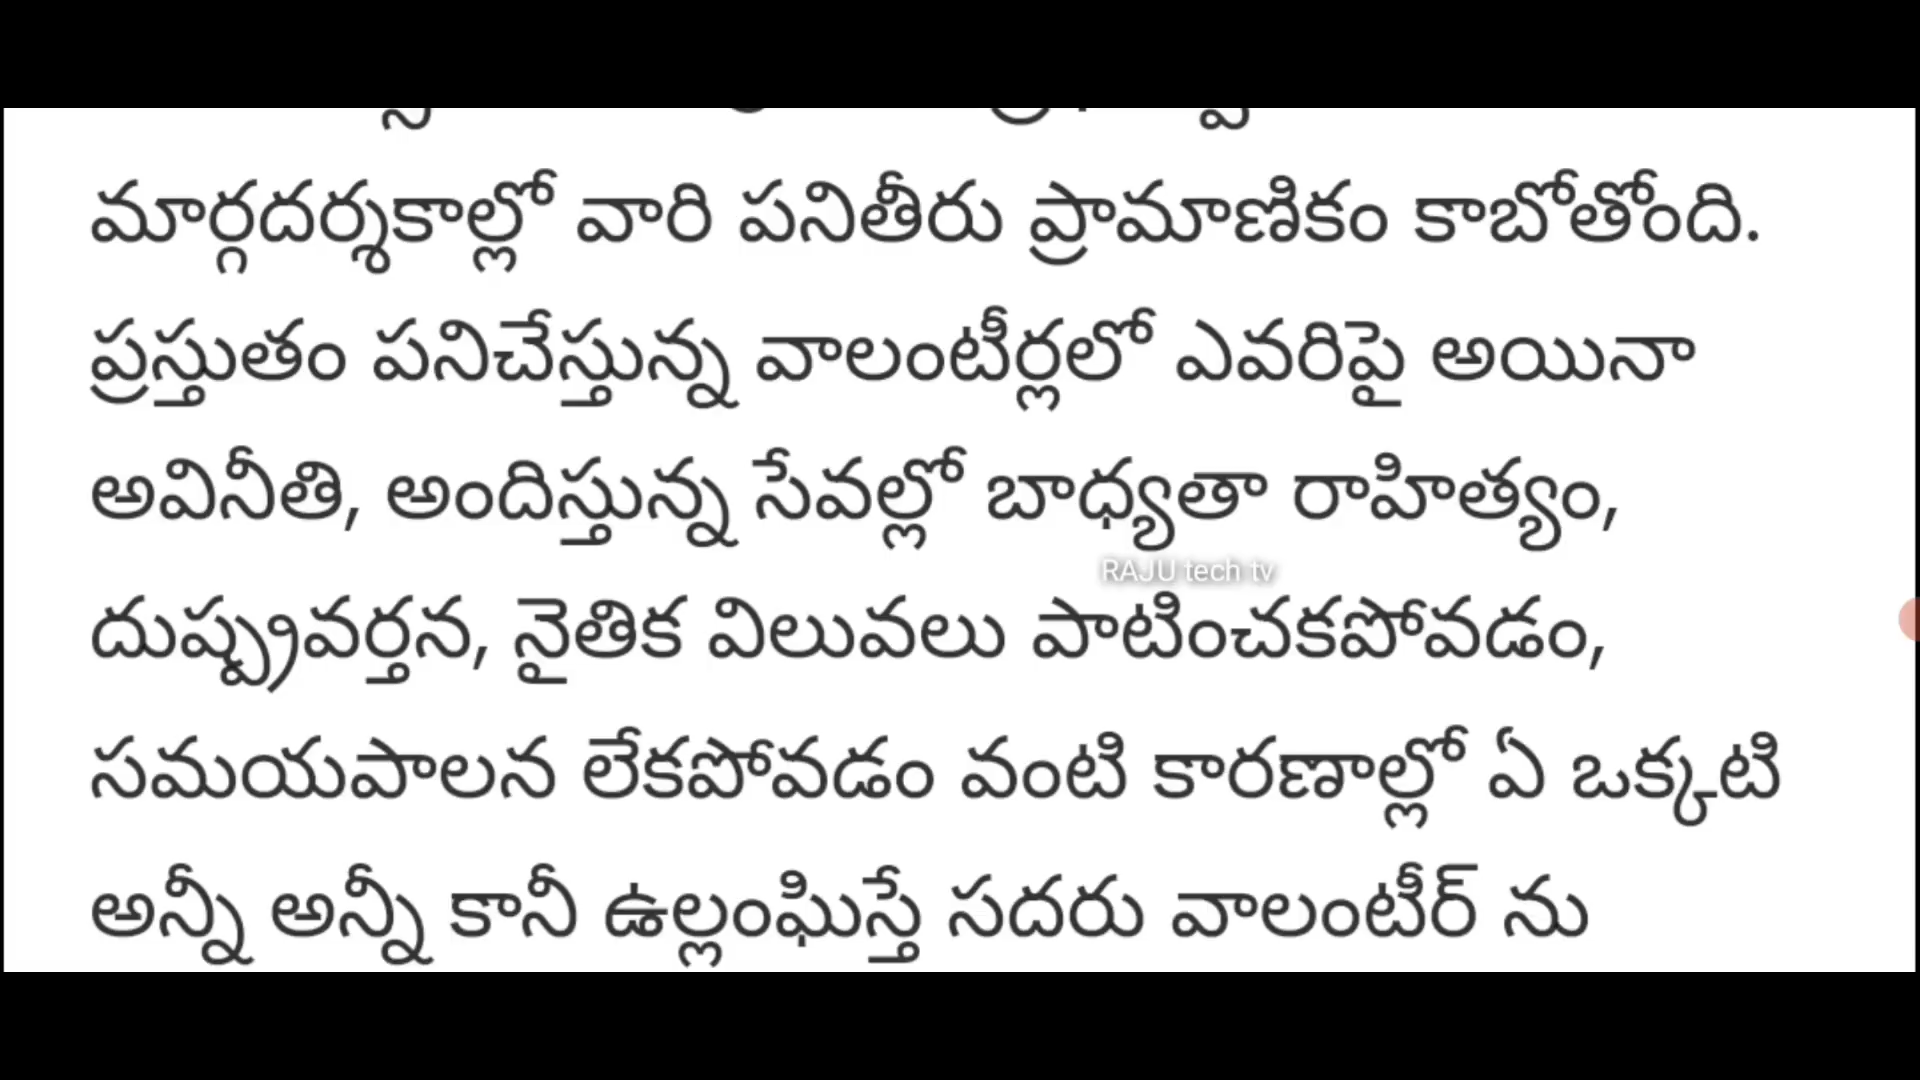 మార్గదర్శకాల్లో వారి పనితీరు ప్రామాణికం కాబోతోంది.
ప్రస్తుతం పనిచేస్తున్న వాలంటీర్లలో ఎవరిపై అయినా
అవినీతి, అందిస్తున్న సేవల్లో బాధ్యతా రాహిత్యం,
RAJU tech tv
దుష్ప్రవర్తన, నైతిక విలువలు పాటించకపోవడం,
సమయపాలన లేకపోవడం వంటి కారణాల్లో ఏ ఒక్కటి
అన్నీ అన్నీ కానీ ఉల్లంఘిస్తే సదరు వాలంటీర్ ను